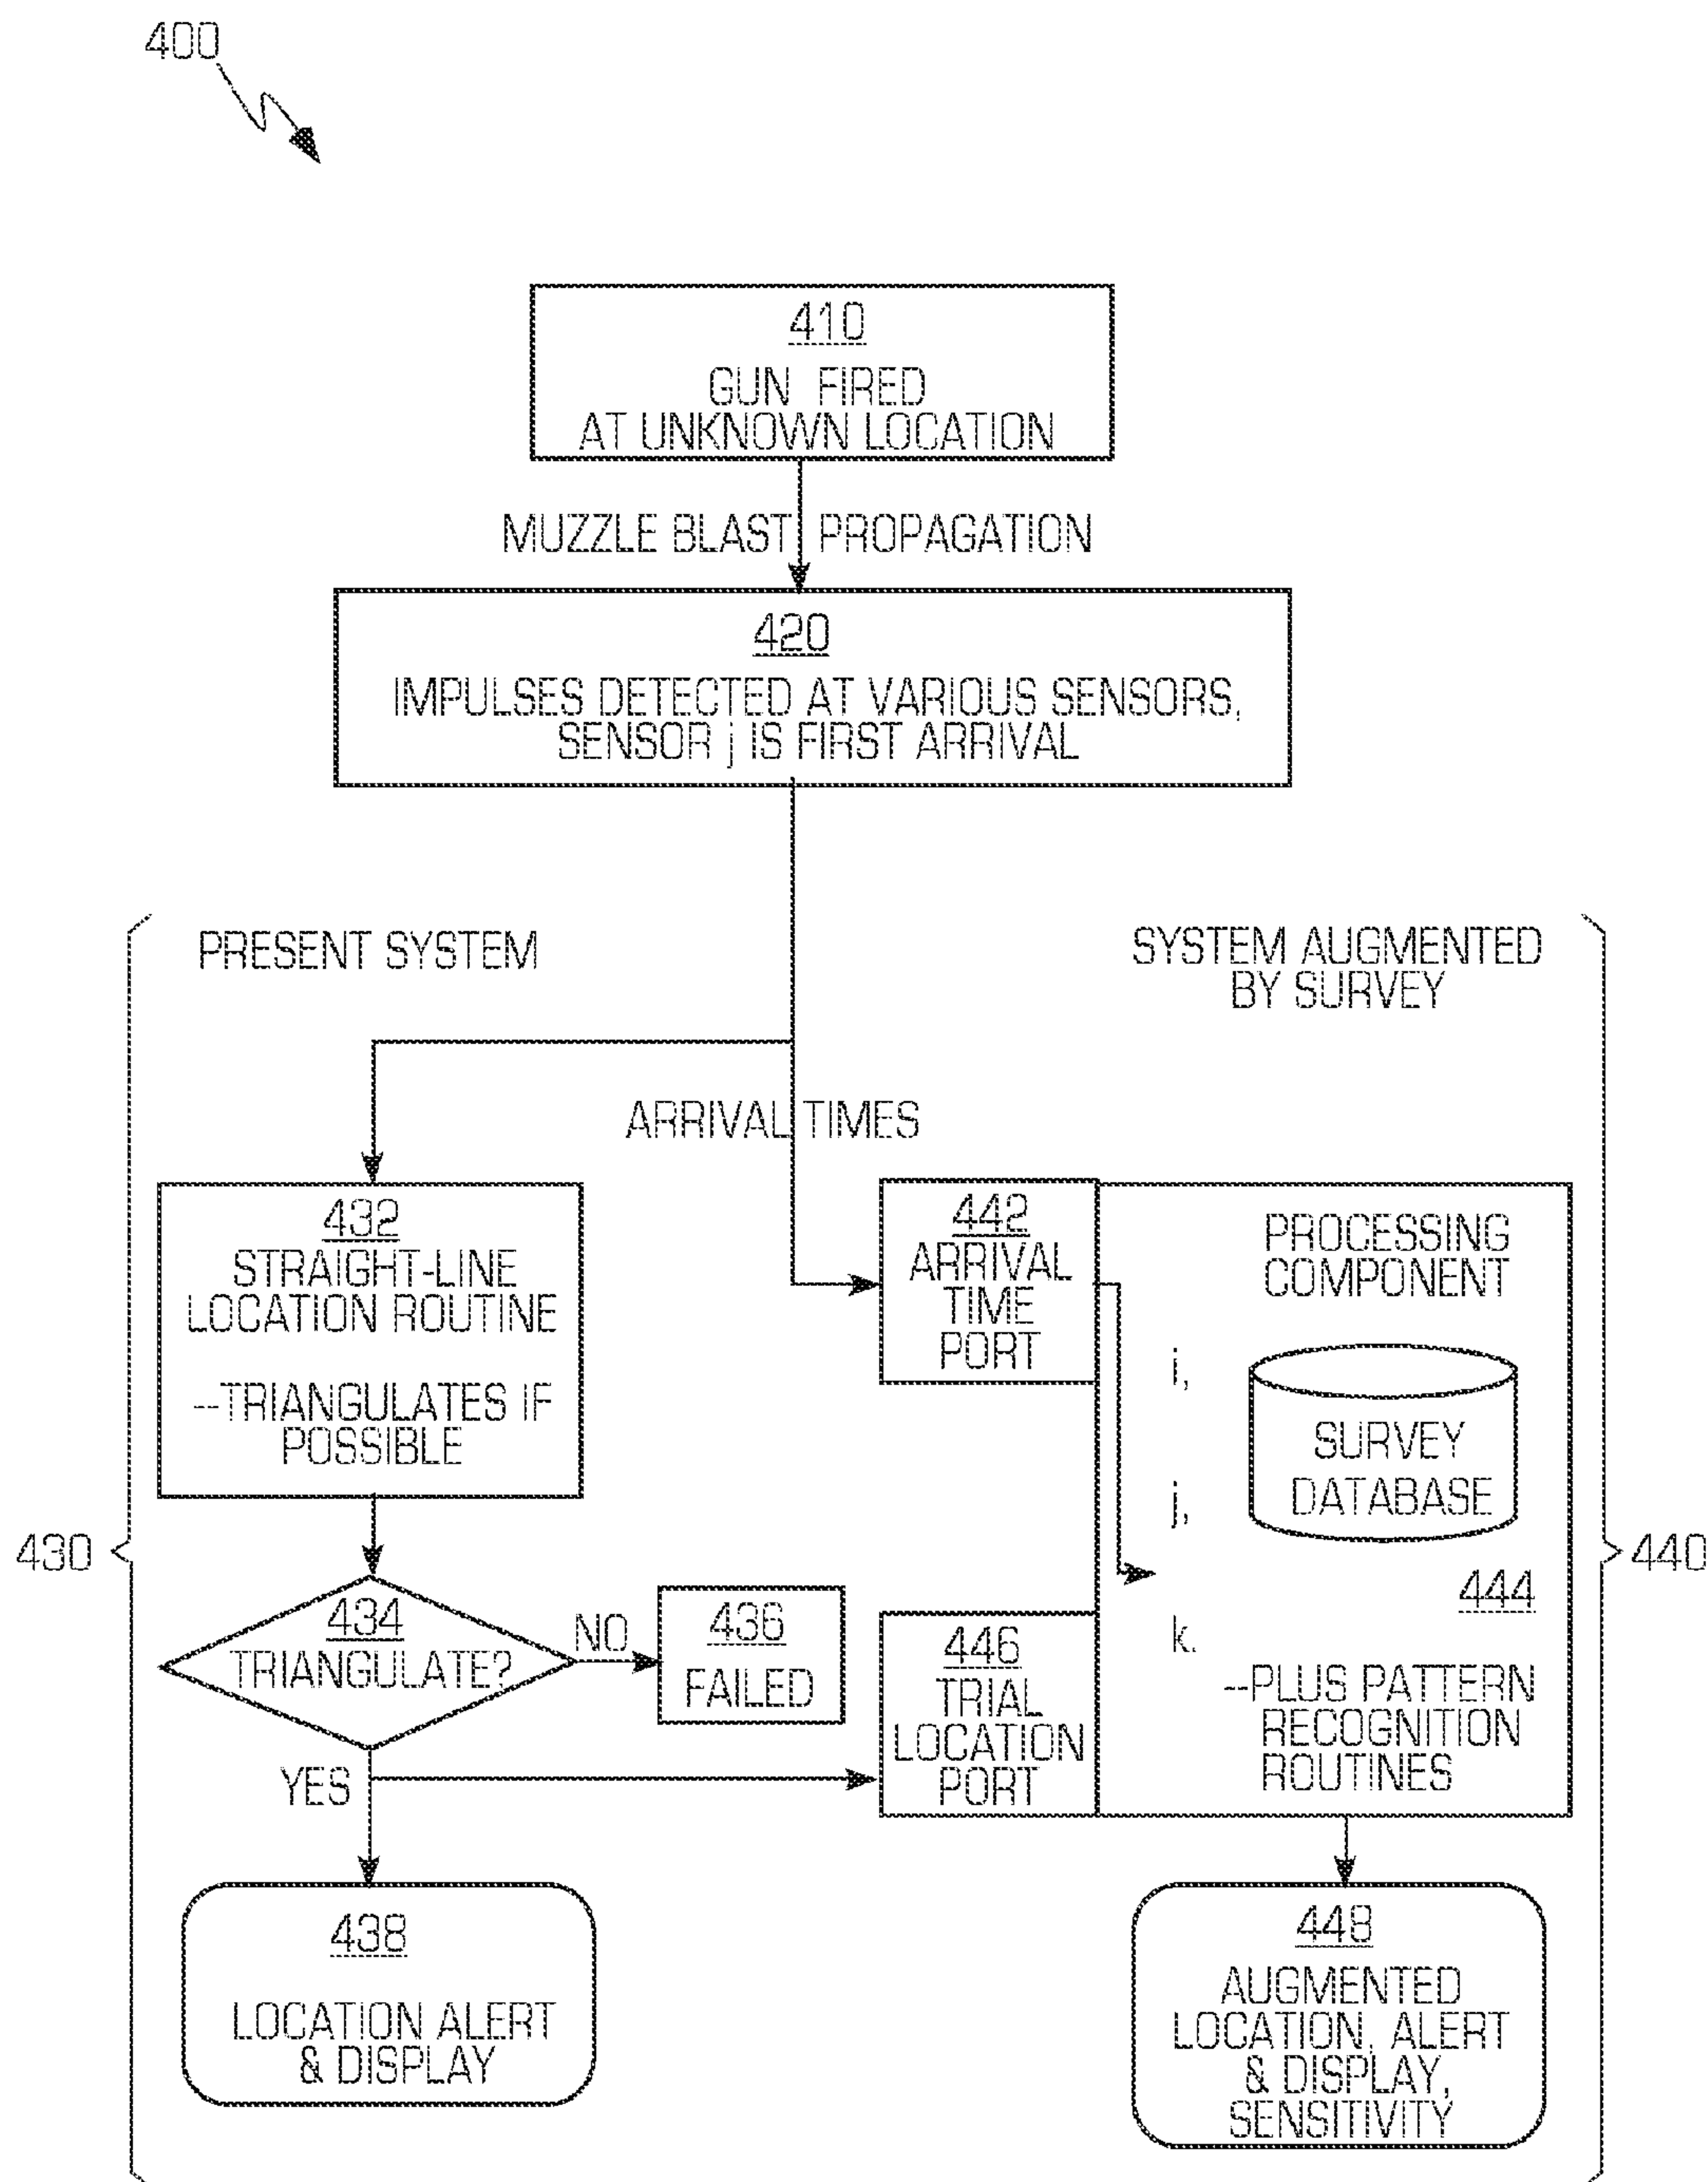 400
410
GUN FIRED
AT UNKNOWN LOCATION
MUZZLE BLAST PROPAGATION
420
IMPULSES DETECTED AT VARIOUS SENSORS,
SENSOR j IS FIRST ARRIVAL
PRESENT SYSTEM
SYSTEM AUGMENTED
BY SURVEY
ARRIVAL TIMES
432
STRAIGHT-LINE
LOCATION ROUTINE
--TRIANGULATES IF
POSSIBLE
442
ARRIVAL
TIME
PORT
PROCESSING
COMPONENT
i,
j,
k.
SURVEY
DATABASE
444
--PLUS PATTERN
RECOGNITION
ROUTINES
430
440
434
TRIANGULATE?
NO
436
FAILED
YES
446
TRIAL
LOCATION
PORT
438
LOCATION ALERT
& DISPLAY
448
AUGMENTED
LOCATION, ALERT
& DISPLAY,
SENSITIVITY